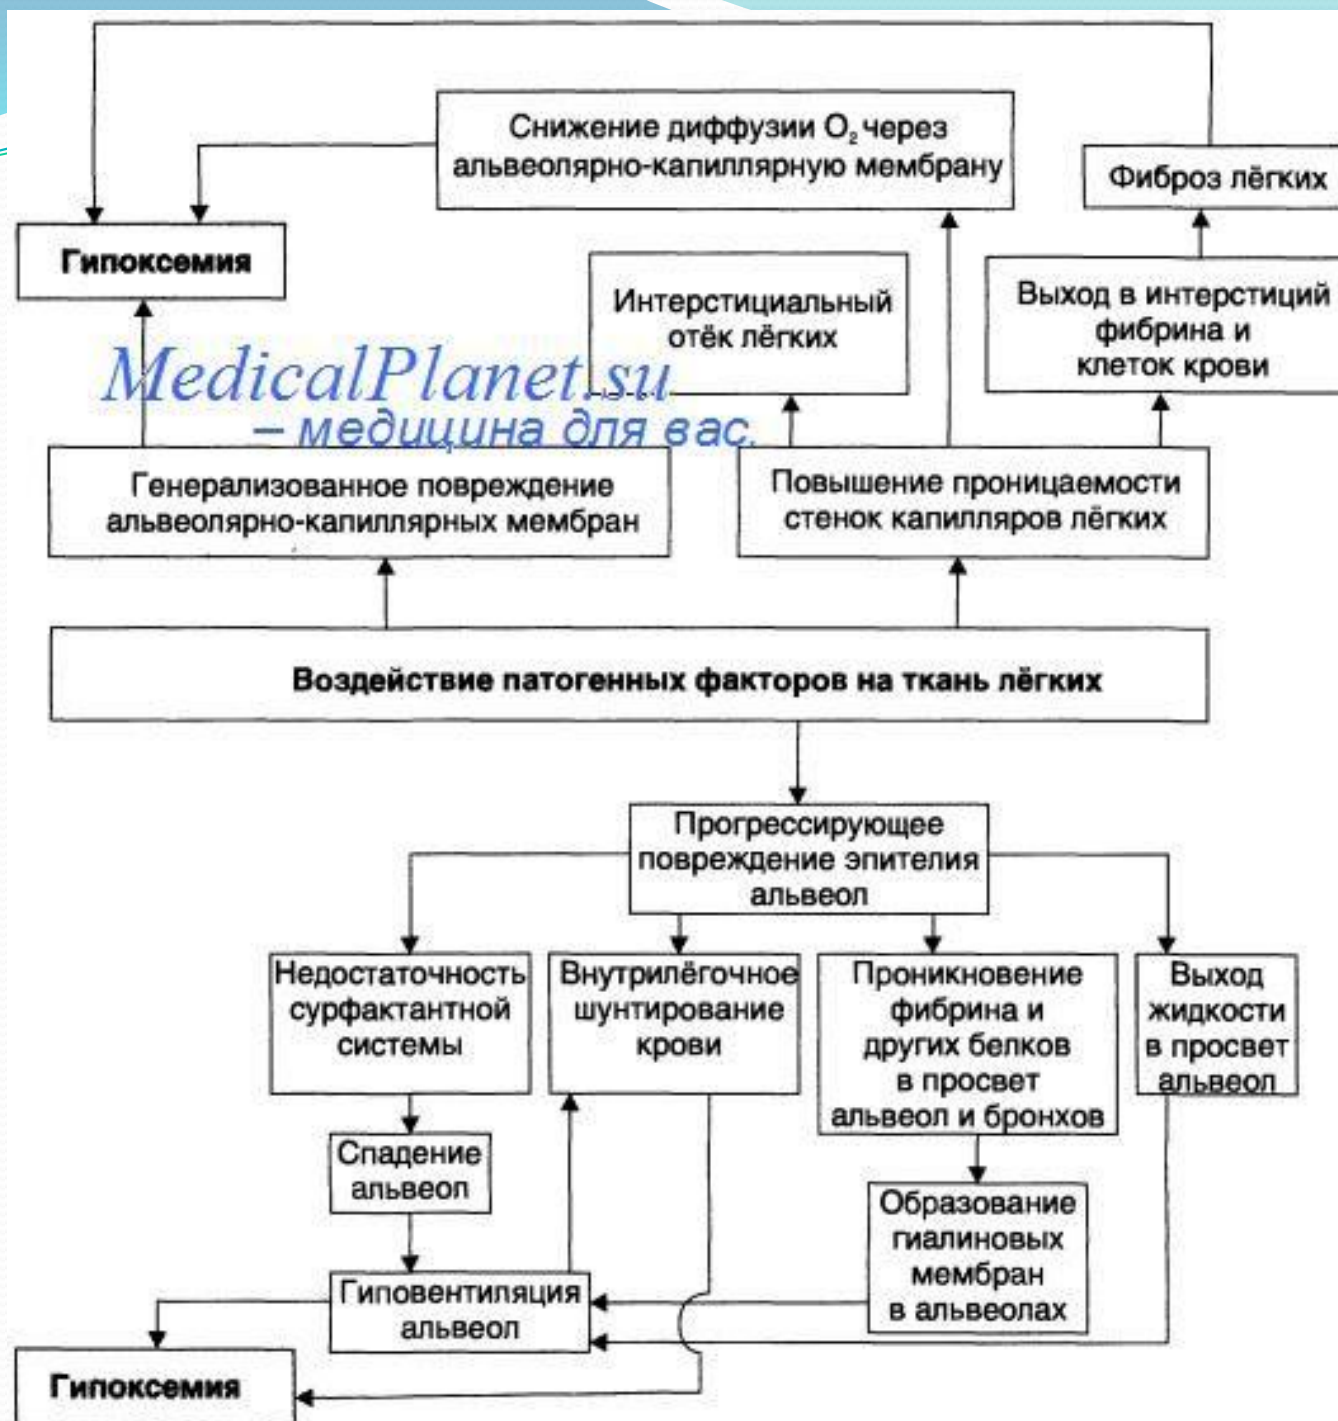 Снижение диффузии O₂ через
альвеолярно-капиллярную мембрану
Фиброз лёгких
Гипоксемия
Интерстициальный
отёк лёгких
Выход в интерстиций
фибрина и
клеток крови
MedicalPlanet.su
– медицина для вас.
Генерализованное повреждение
альвеолярно-капиллярных мембран
Повышение проницаемости
стенок капилляров лёгких
Воздействие патогенных факторов на ткань лёгких
Прогрессирующее
повреждение эпителия
альвеол
Недостаточность
сурфактантной
системы
Внутрилёгочное
шунтирование
крови
Проникновение
фибрина и
других белков
в просвет
альвеол и бронхов
Выход
жидкости
в просвет
альвеол
Спадение
альвеол
Образование
гиалиновых
мембран
в альвеолах
Гиповентиляция
альвеол
Гипоксемия